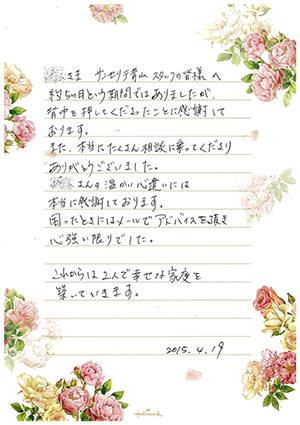 さま サンセリテ青山 スタッフの皆様 へ
約5ヶ月という期間ではありましたが、
背中を押してくださったことに感謝して
おります。
また、本当にたくさん相談に乗ってくださり
ありがとうございました。
さんの温かい心遣いには
本当に感謝しております。
困ったときにはメールでアドバイスを頂き
心強い限りでした。
これからは2人で幸せな家庭を
築いていきます。
2015.4.19
Hallmark